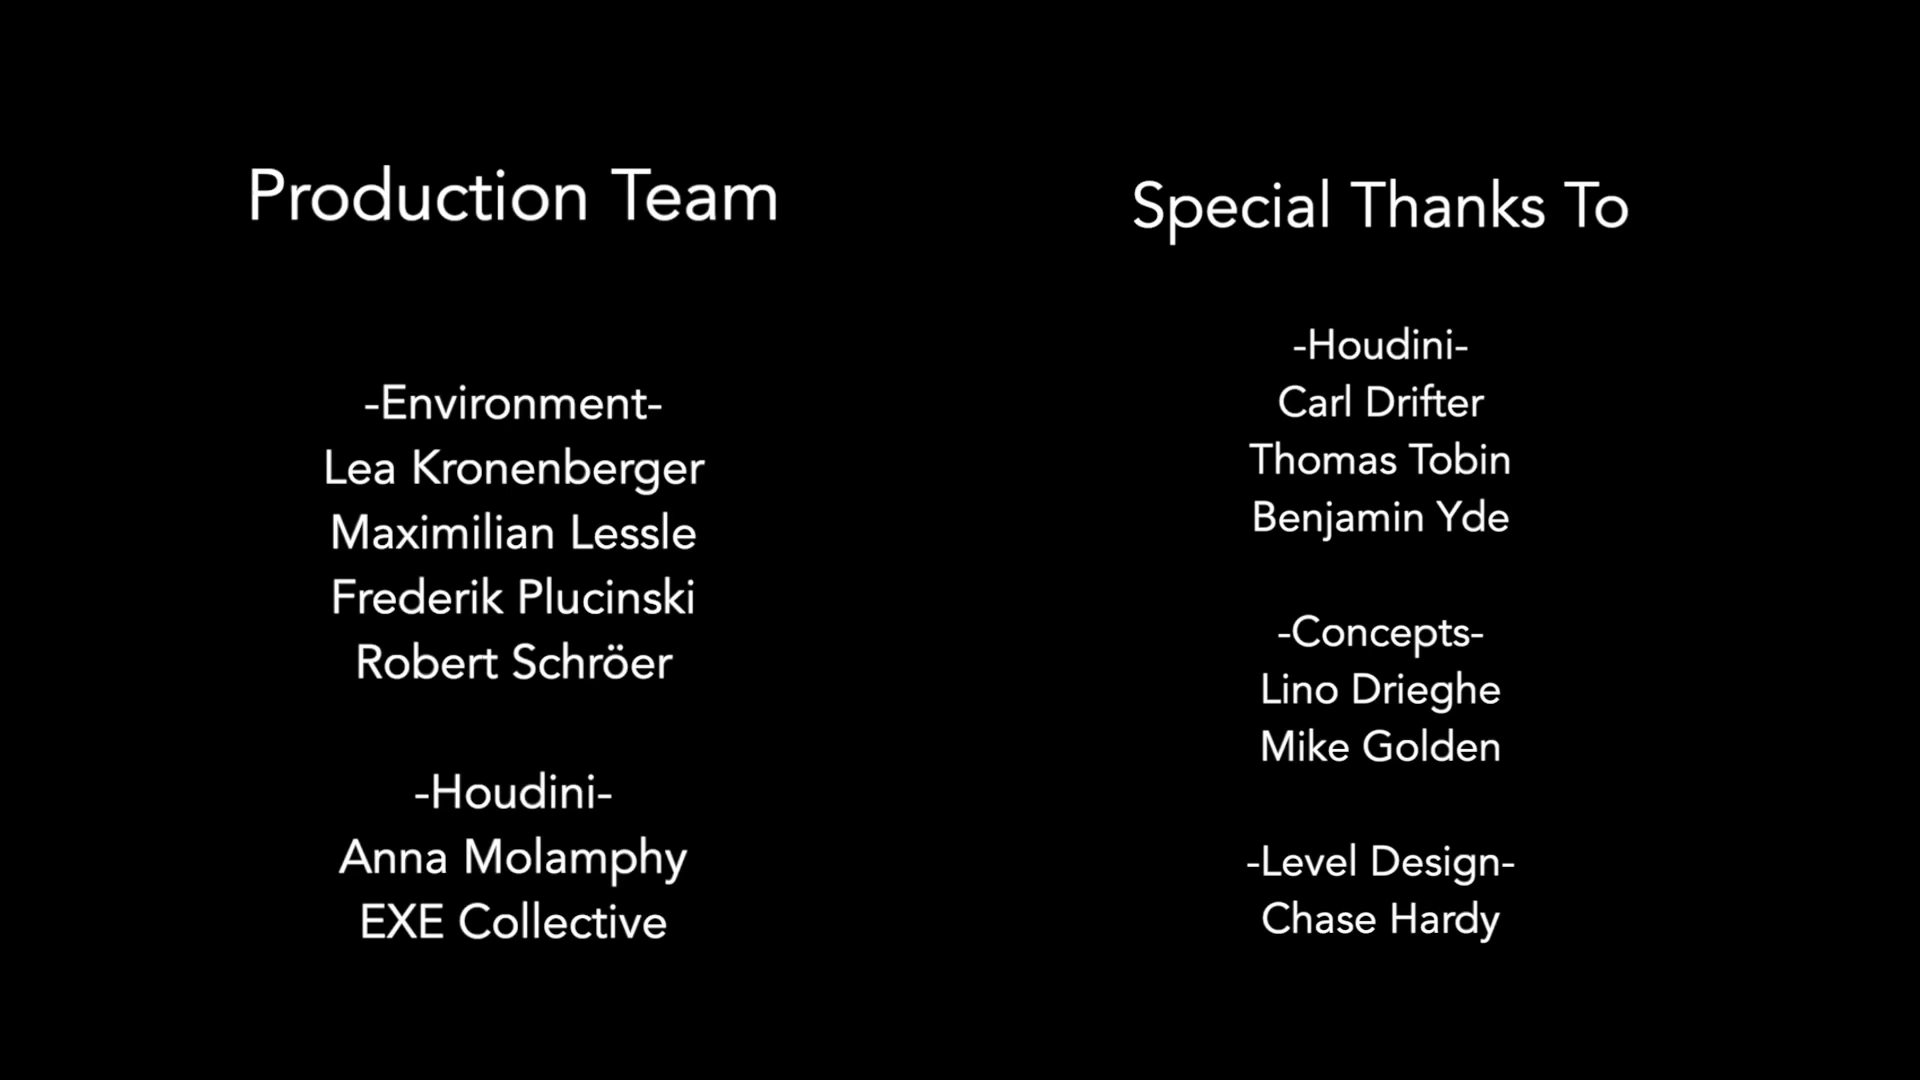 Production Team
-Environment-
Lea Kronenberger
Maximilian Lessle
Frederik Plucinski
Robert Schröer
-Houdini-
Anna Molamphy
EXE Collective
Special Thanks To
-Houdini-
Carl Drifter
Thomas Tobin
Benjamin Yde
-Concepts-
Lino Drieghe
Mike Golden
-Level Design-
Chase Hardy